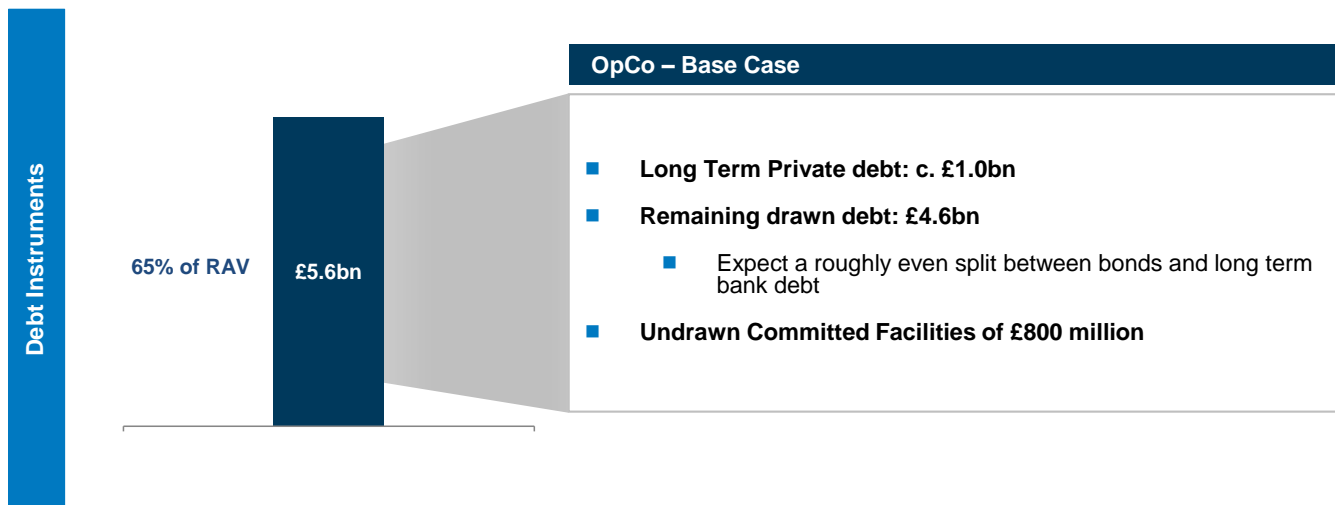 Debt Instruments
65% of RAV
£5.6bn
OpCo – Base Case
■ Long Term Private debt: c. £1.0bn
■ Remaining drawn debt: £4.6bn
■ Expect a roughly even split between bonds and long term
bank debt
■ Undrawn Committed Facilities of £800 million